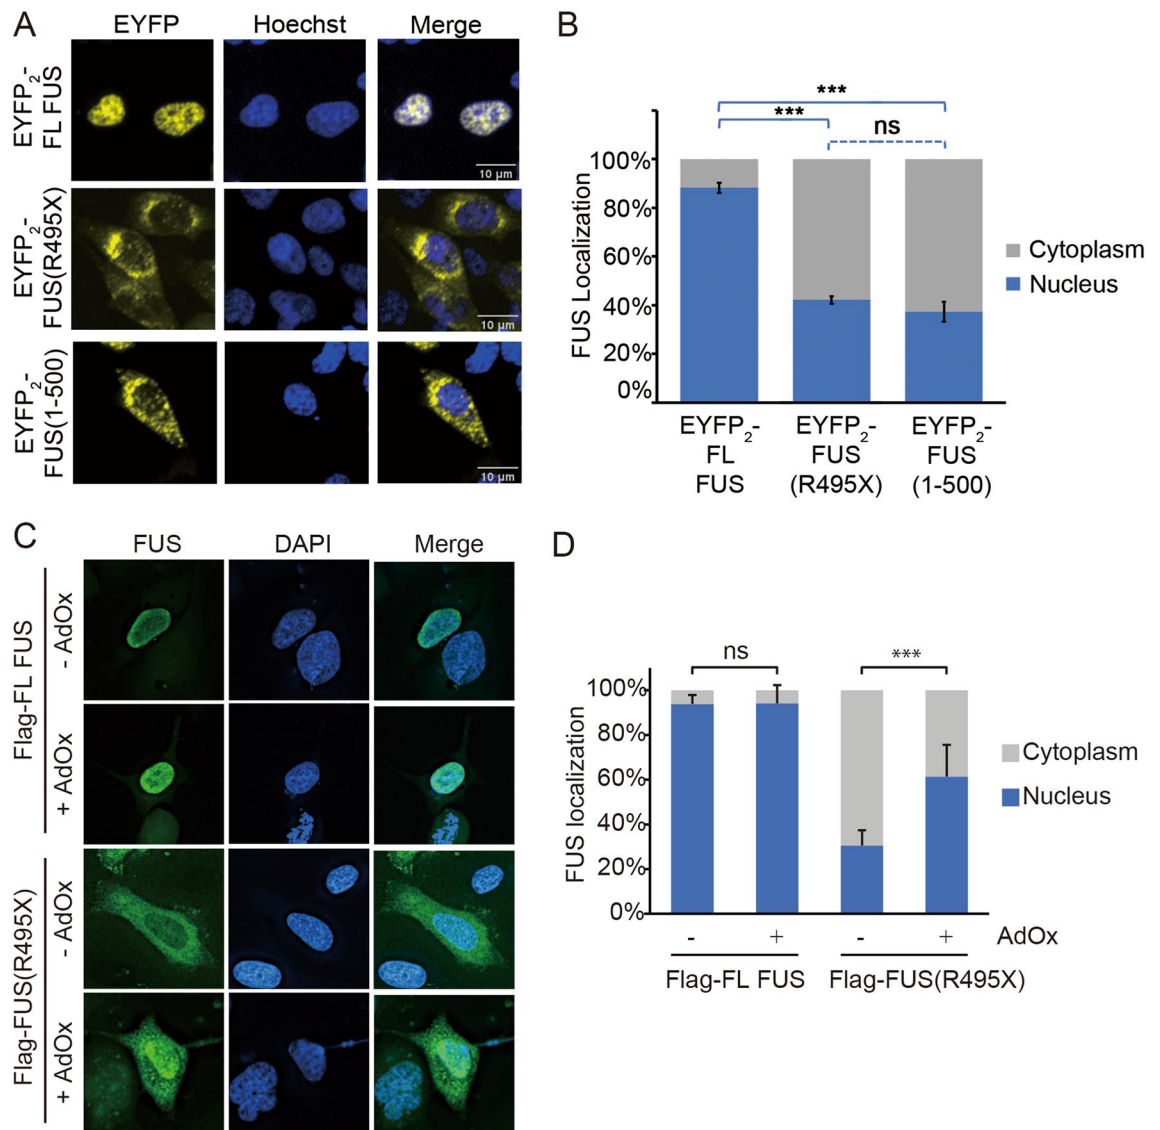 A
EYFP
Hoechst
Merge
EYFP2-
FL FUS
10 µm
EYFP2-
FUS(R495X)
10 µm
EYFP2-
FUS(1-500)
10 µm
B
***
***
ns
100%
80%
60%
40%
20%
0%
FUS Localization
Cytoplasm
Nucleus
EYFP2-
FL
FUS
EYFP2-
FUS
(R495X)
EYFP2-
FUS
(1-500)
C
FUS
DAPI
Merge
Flag-FL FUS
- AdOx
+ AdOx
Flag-FUS(R495X)
- AdOx
+ AdOx
D
ns
***
100%
80%
60%
40%
20%
0%
FUS localization
Cytoplasm
Nucleus
- + - + AdOx
Flag-FL FUS
Flag-FUS(R495X)